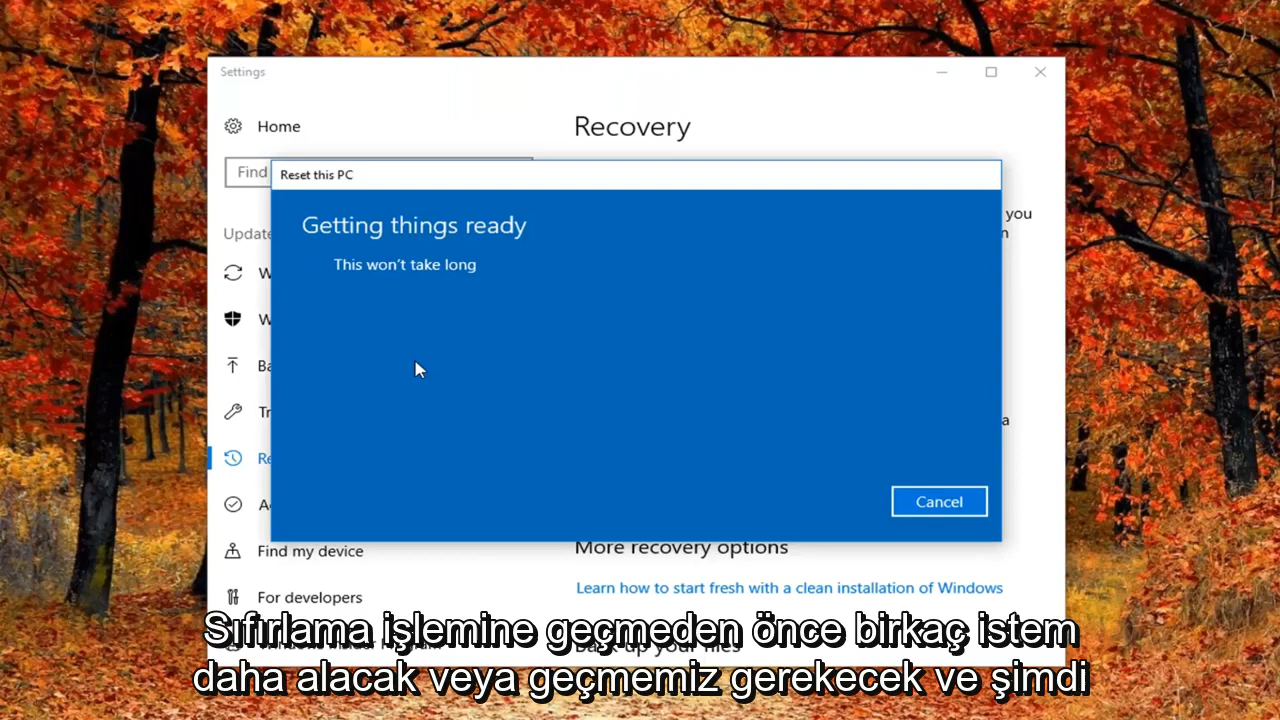 Settings
Home
Recovery
Find
Reset this PC
Getting things ready
This won't take long
you
Update
a
Cancel
More recovery options
Find my device
Learn how to start fresh with a clean installation of Windows
For developers
Sıfırlama işlemine geçmeden önce birkaç istem
daha alacak veya geçmemiz gerekecek ve şimdi